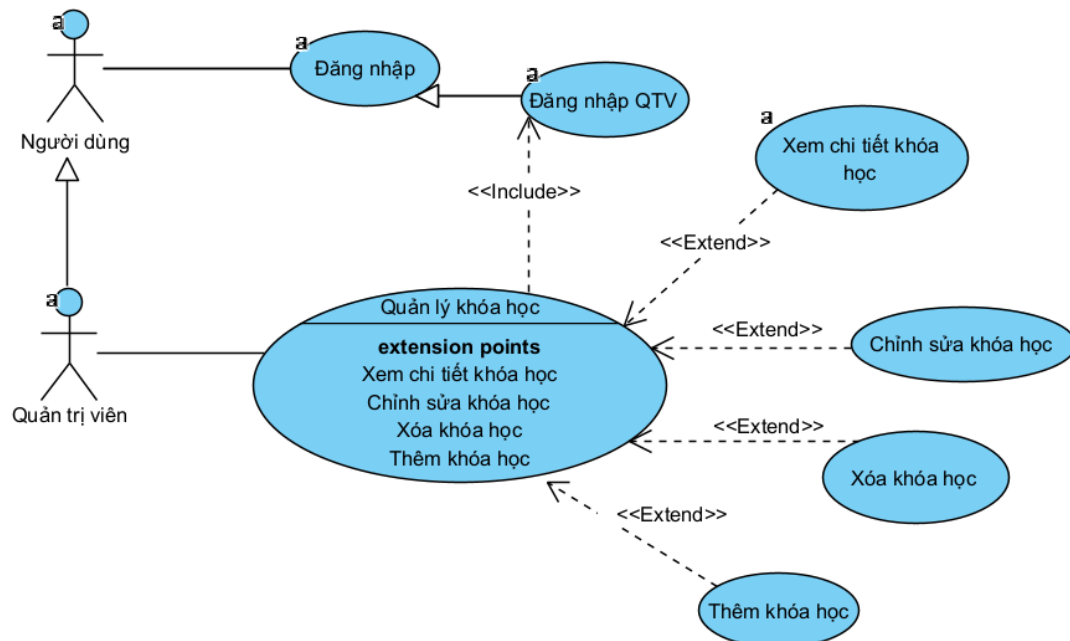 a
Đăng nhập
a
Đăng nhập QTV
Người dùng
a
Xem chi tiết khóa
học
<<Include>>
<<Extend>>
a
Quản trị viên
Quản lý khóa học
extension points
Xem chi tiết khóa học
Chỉnh sửa khóa học
Xóa khóa học
Thêm khóa học
<<Extend>>
Chỉnh sửa khóa học
<<Extend>>
Xóa khóa học
<<Extend>>
Thêm khóa học
a